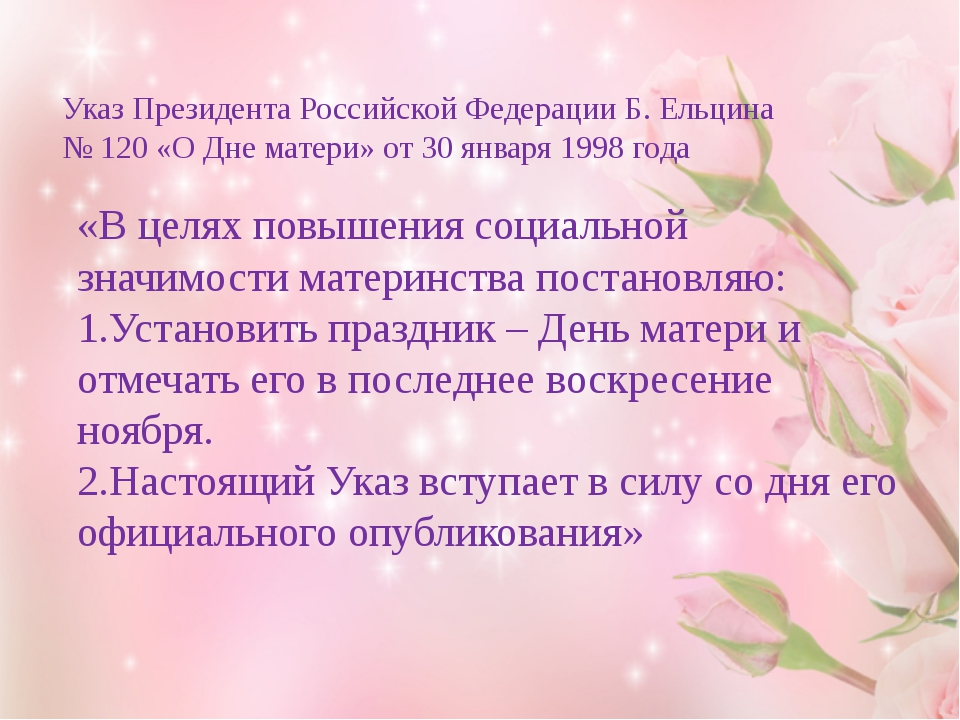 Указ Президента Российской Федерации Б. Ельцина
№ 120 «О Дне матери» от 30 января 1998 года
«В целях повышения социальной
значимости материнства постановляю:
1.Установить праздник – День матери и
отмечать его в последнее воскресение
ноября.
2.Настоящий Указ вступает в силу со дня его
официального опубликования»